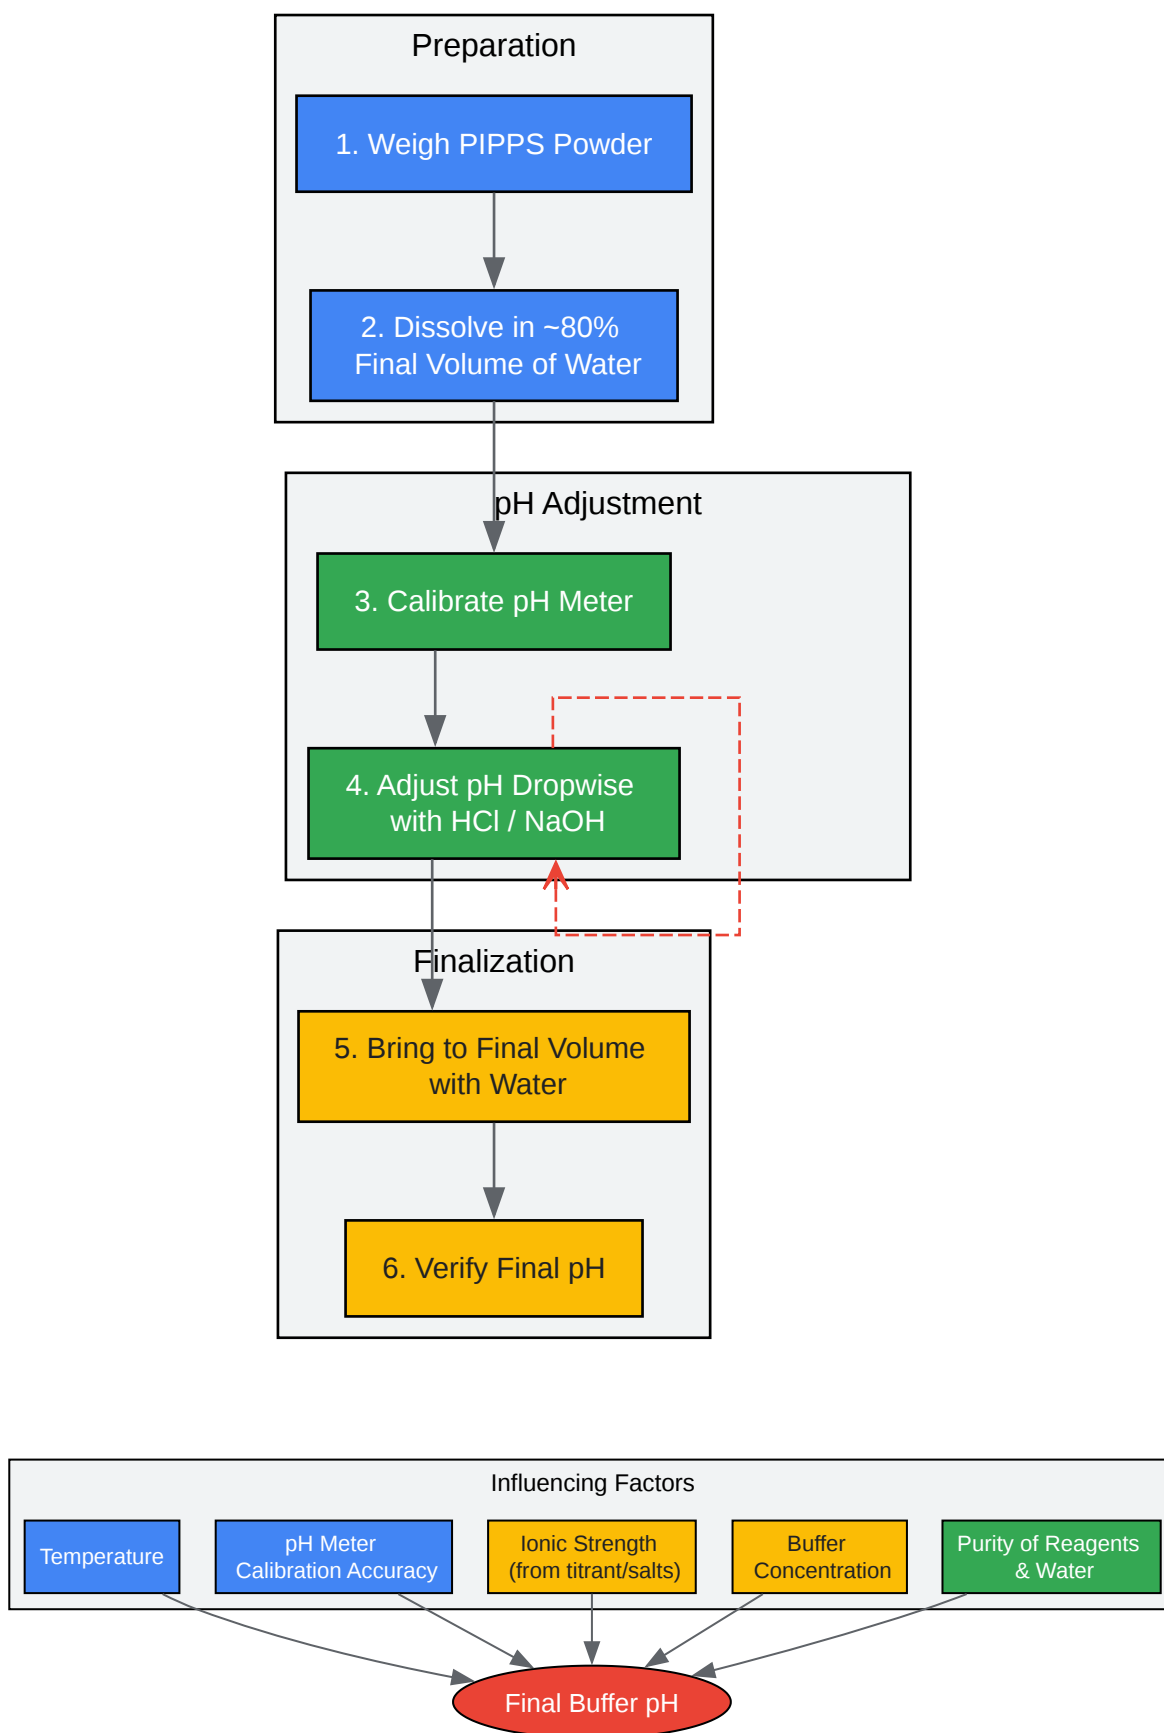 Preparation
1. Weigh PIPPS Powder
2. Dissolve in ~80%
Final Volume of Water
pH Adjustment
3. Calibrate pH Meter
4. Adjust pH Dropwise
with HCl / NaOH
Finalization
5. Bring to Final Volume
with Water
6. Verify Final pH
Influencing Factors
Temperature
pH Meter
Calibration Accuracy
Ionic Strength
(from titrant/salts)
Buffer
Concentration
Purity of Reagents
& Water
Final Buffer pH